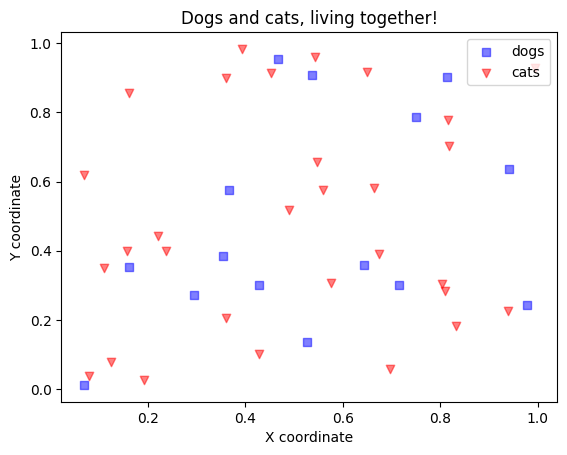 Dogs and cats, living together!
dogs
cats
Y coordinate
1.0
0.8
0.6
0.4
0.2
0.0
0.2 0.4 0.6 0.8 1.0
X coordinate